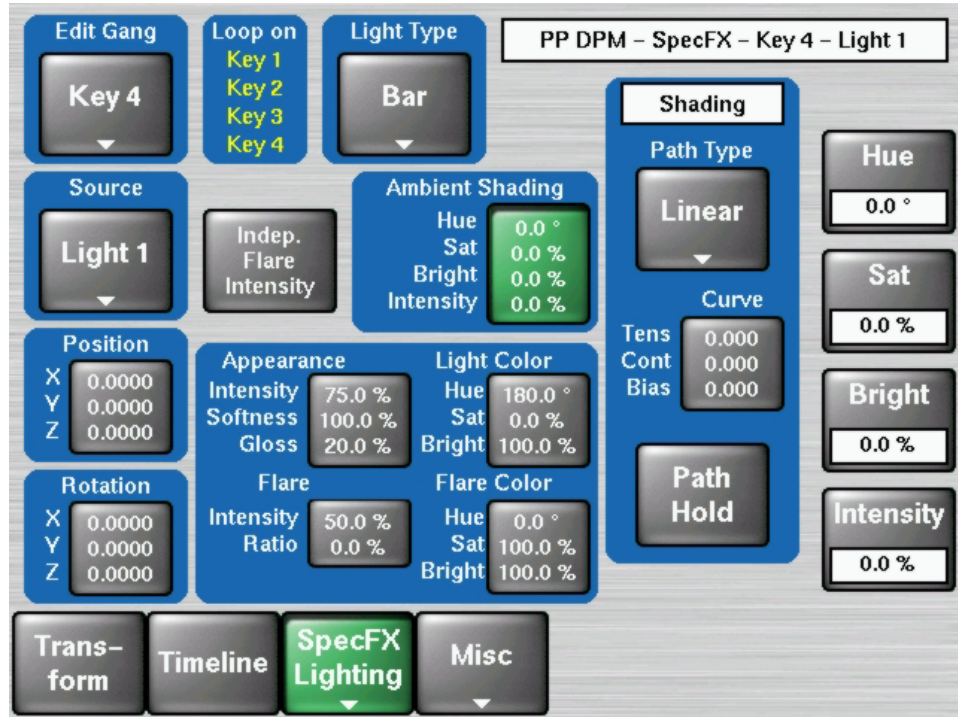 Edit Gang
Key 4
Loop on
Key 1
Key 2
Key 3
Key 4
Light Type
Bar
PP DPM – SpecFX – Key 4 – Light 1
Source
Light 1
Indep.
Flare
Intensity
Ambient Shading
Hue 0.0 °
Sat 0.0 %
Bright 0.0 %
Intensity 0.0 %
Shading
Path Type
Linear
Curve
Tens 0.000
Cont 0.000
Bias 0.000
Path
Hold
Hue
0.0 °
Sat
0.0 %
Bright
0.0 %
Intensity
0.0 %
Position
X 0.0000
Y 0.0000
Z 0.0000
Rotation
X 0.0000
Y 0.0000
Z 0.0000
Appearance
Intensity 75.0 %
Softness 100.0 %
Gloss 20.0 %
Light Color
Hue 180.0 °
Sat 0.0 %
Bright 100.0 %
Flare
Intensity 50.0 %
Ratio 0.0 %
Flare Color
Hue 0.0 °
Sat 100.0 %
Bright 100.0 %
Trans–
form
Timeline
SpecFX
Lighting
Misc